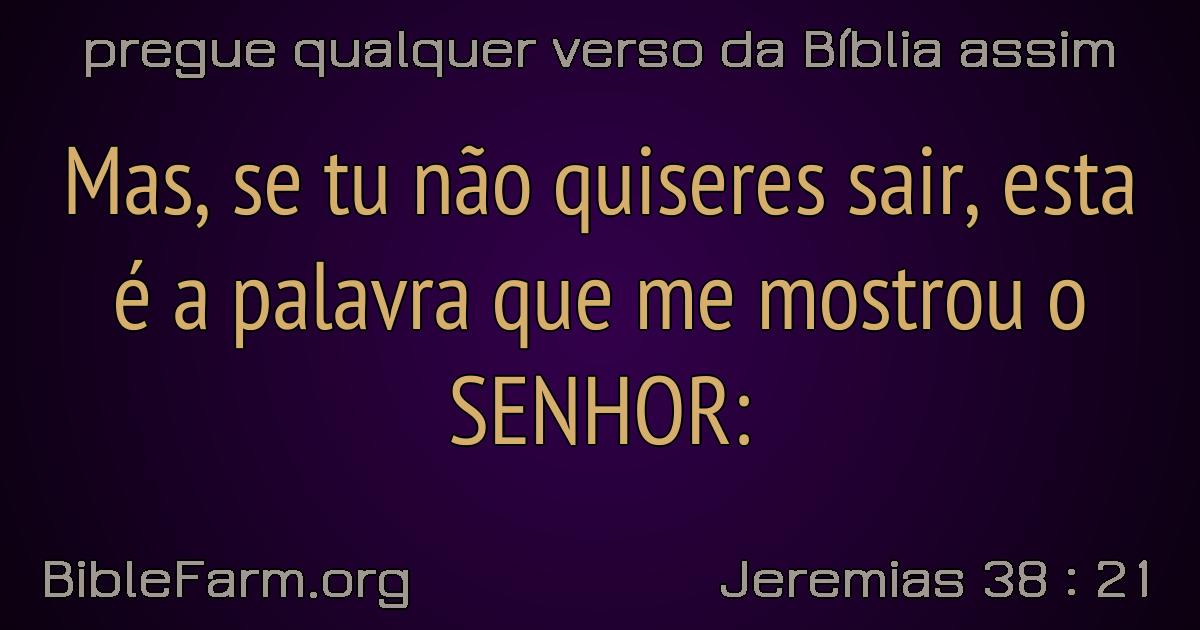 pregue qualquer verso da Bíblia assim
Mas, se tu não quiseres sair, esta
é a palavra que me mostrou o
SENHOR:
BibleFarm.org
Jeremias 38 : 21